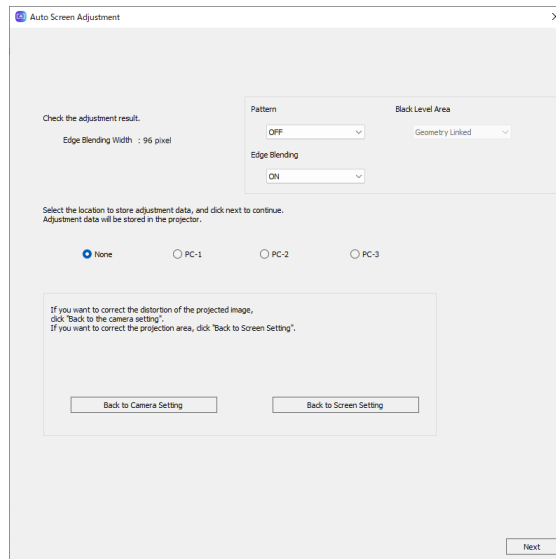 Auto Screen Adjustment
Check the adjustment result.
Edge Blending Width : 96 pixel
Pattern
OFF
Black Level Area
Geometry Linked
Edge Blending
ON
Select the location to store adjustment data, and click next to continue.
Adjustment data will be stored in the projector.
None
PC-1
PC-2
PC-3
If you want to correct the distortion of the projected image,
click "Back to the camera setting".
If you want to correct the projection area, click "Back to Screen Setting".
Back to Camera Setting
Back to Screen Setting
Next